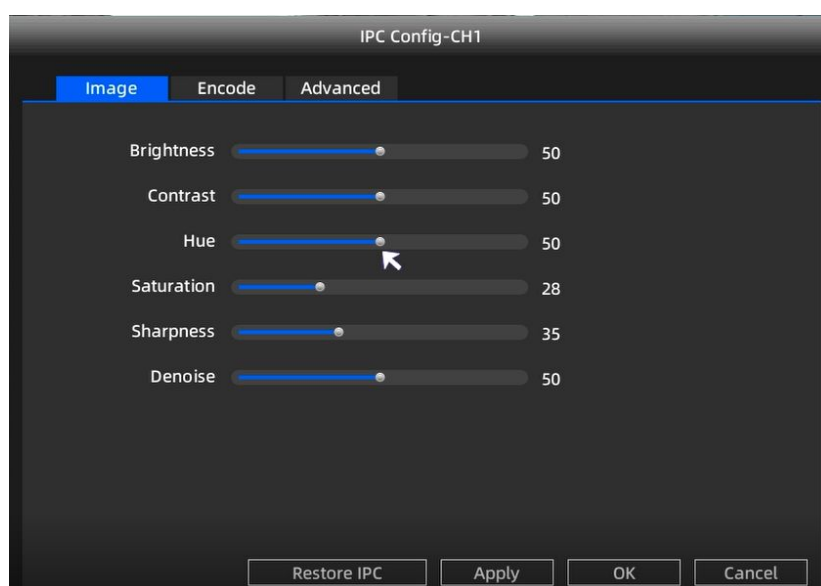 IPC Config-CH1
Image Encode Advanced
Brightness 50
Contrast 50
Hue 50
Saturation 28
Sharpness 35
Denoise 50
Restore IPC Apply OK Cancel